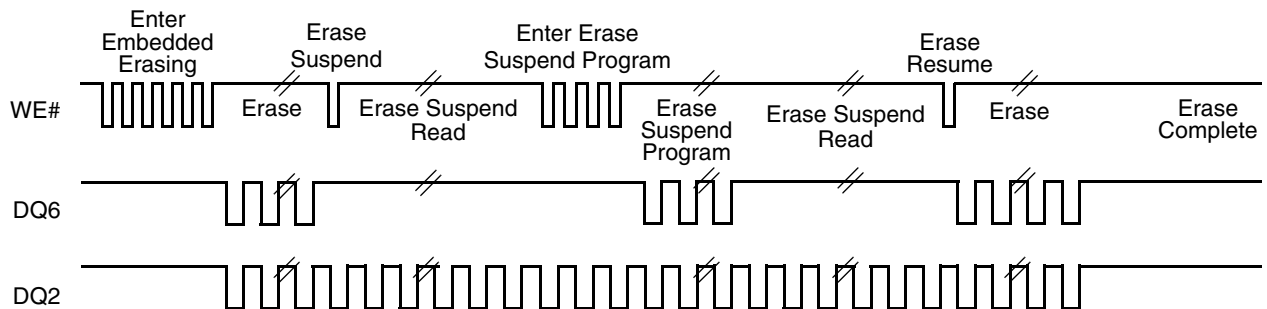 Enter
Embedded
Erasing
Erase
Suspend
Enter Erase
Suspend Program
Erase
Resume
WE#
Erase
Erase Suspend
Read
Erase
Suspend
Program
Erase Suspend
Read
Erase
Erase
Complete
DQ6
DQ2